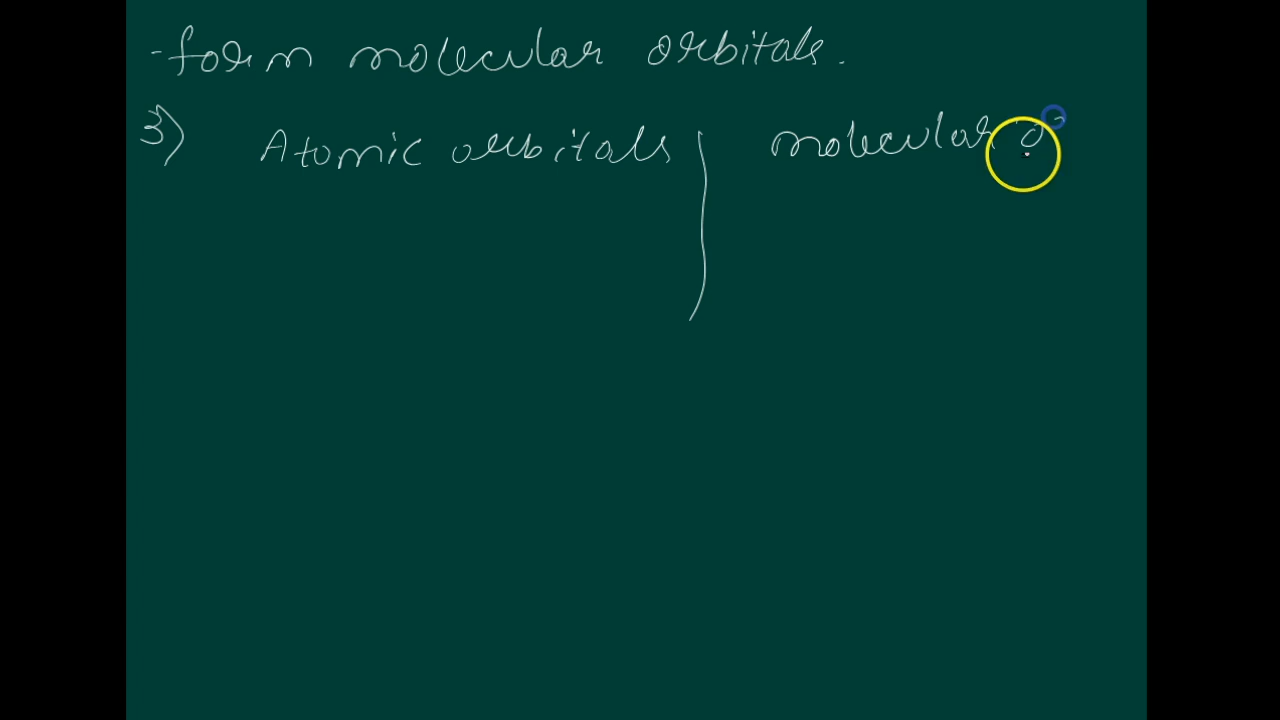 -form molecular orbitals.
3) Atomic orbitals molecular o